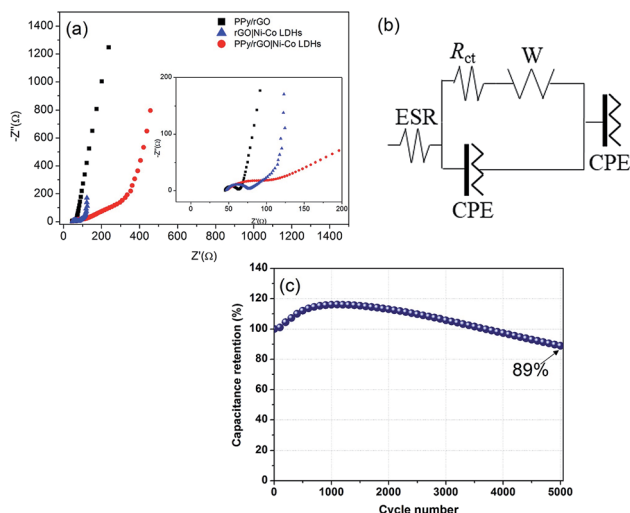 (a)
PPy/rGO
rGO|Ni-Co LDHs
PPy/rGO|Ni-Co LDHs
-Z''(Ω)
1400
1200
1000
800
600
400
200
0
0 200 400 600 800 1000 1200 1400
Z'(Ω)
-Z''(Ω)
200
100
0
0 50 100 150 200
Z'(Ω)
(b)
Rct
W
ESR
CPE
CPE
(c)
Capacitance retention (%)
140
120
100
80
60
40
20
0
89%
0 1000 2000 3000 4000 5000
Cycle number